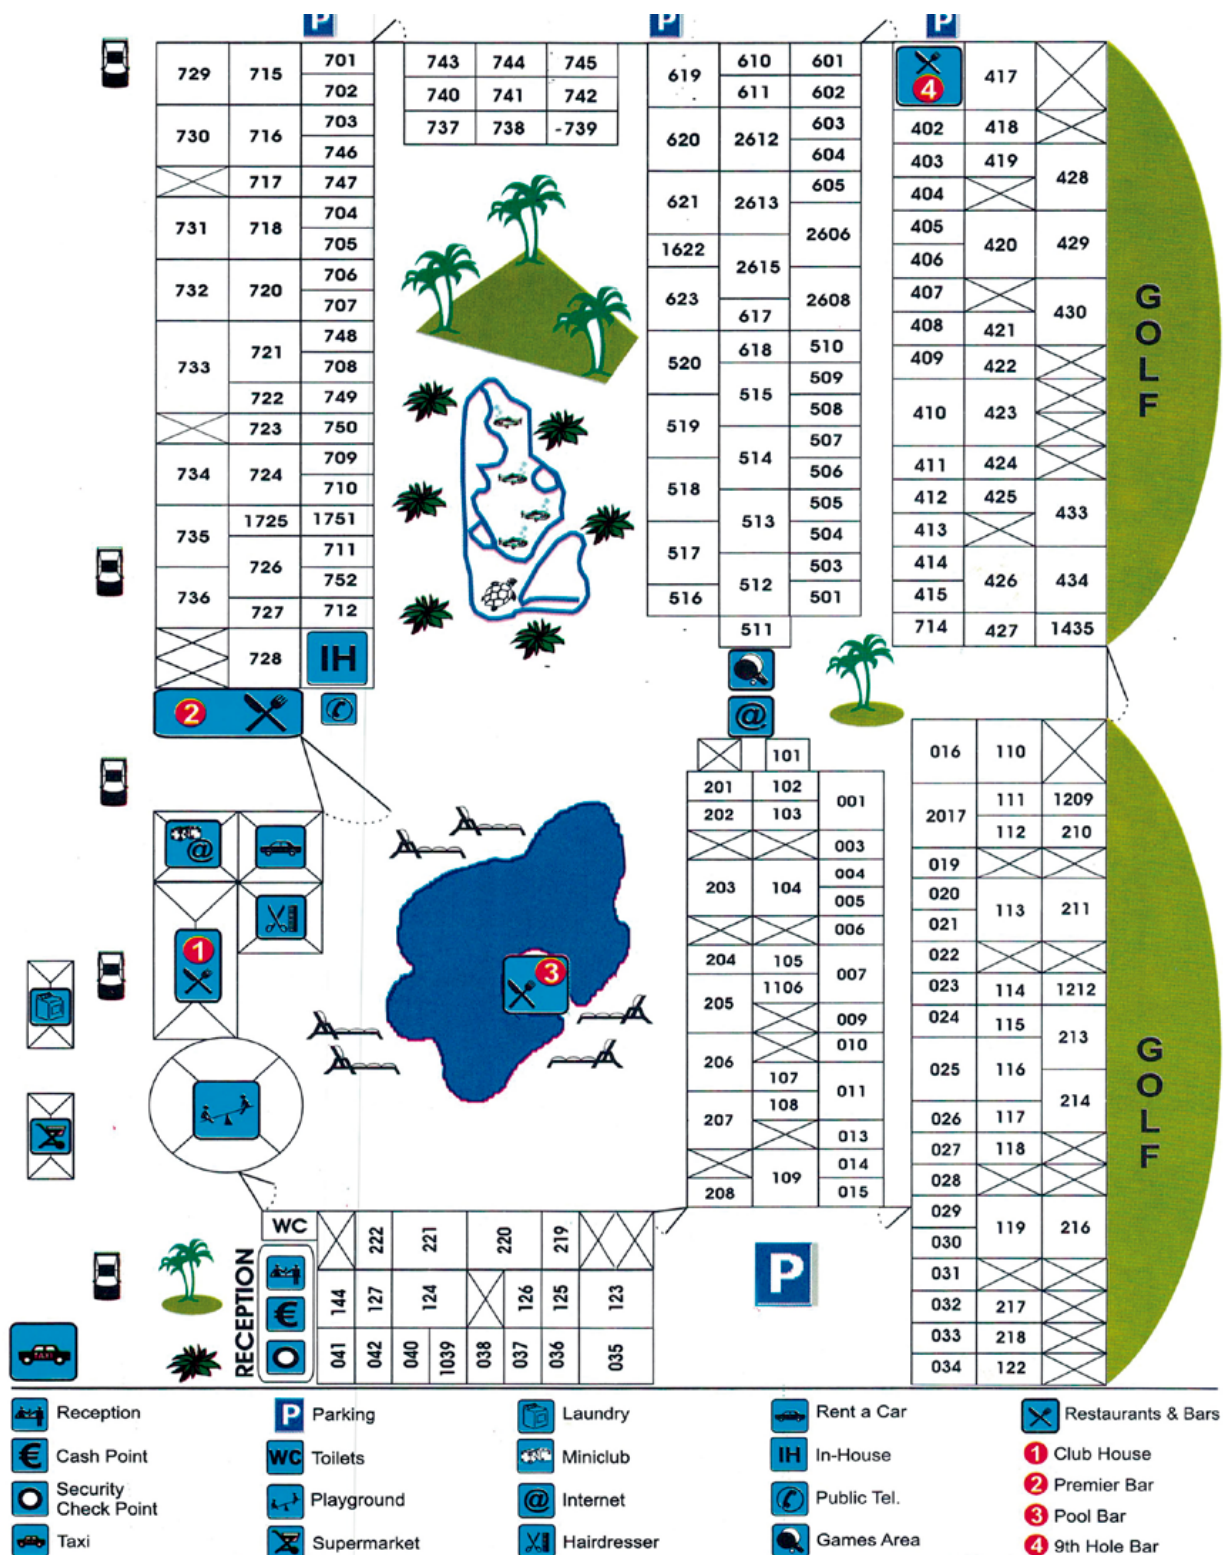 P P P
729 715 701
702
730 716 703
746
717 747
731 718 704
705
732 720 706
707
733 721 748
708
722 749
723 750
734 724 709
710
735 1725 1751
726 711
736 752
727 712
728 IH
2
743 744 745
740 741 742
737 738 -739
619 610 601
611 602
620 2612 603
604
621 2613 605
1622 2606
623 2615 2608
617
520 618 510
515 509
519 508
514 507
518 506
513 505
517 504
512 503
516 501
511
@
4
417
402 418
403 419 428
404
405 420 429
406
407 430
408 421
409 422
410 423
411 424
412 425 433
413
414 426 434
415
714 427 1435
GOLF
101
201 102 001
202 103
003
203 104 004
005
006
204 105 007
205 1106
009
206 010
107 011
207 108
013
109 014
208 015
016 110
2017 111 1209
112 210
019
020 113 211
021
022
023 114 1212
024 115 213
025 116
214
026 117
027 118
028
029 119 216
030
031
032 217
033 218
034 122
GOLF
@
1
3
WC
RECEPTION
€
222 221 220 219
144 127 124 126 125 123
041 042 040 1039 038 037 036 035
P
TAXI
Reception
€ Cash Point
Security
Check Point
Taxi
P Parking
WC Toilets
Playground
Supermarket
Laundry
Miniclub
@ Internet
Hairdresser
Rent a Car
IH In-House
Public Tel.
Games Area
Restaurants & Bars
1 Club House
2 Premier Bar
3 Pool Bar
4 9th Hole Bar